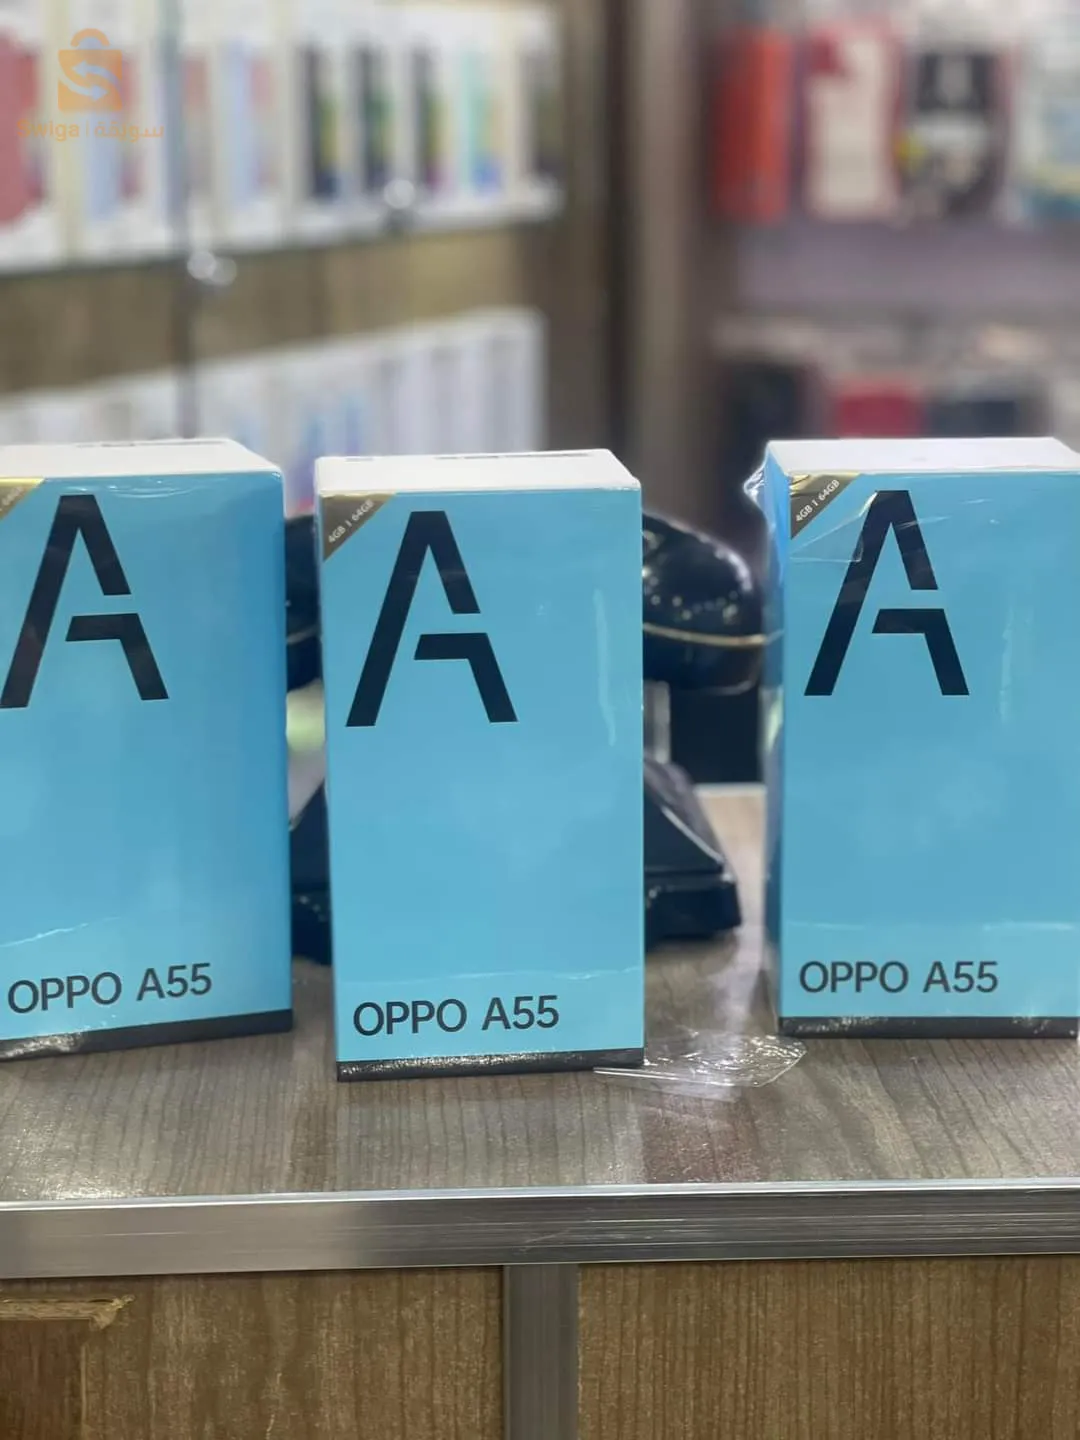 Swiga | سويقة
A
OPPO A55
4GB | 64GB
A
OPPO A55
4GB | 64GB
A
OPPO A55